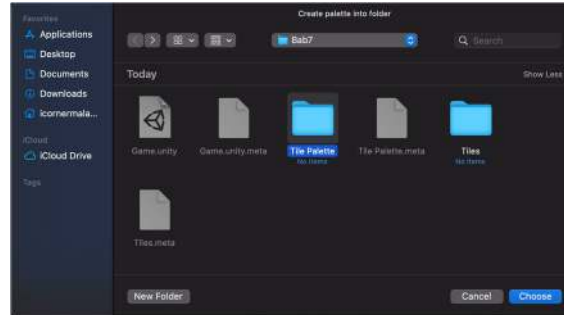 Create palette into folder
Favorites
Applications
Desktop
Documents
Downloads
icornermala...
iCloud
iCloud Drive
Tags
Bab7
Search
Today
Show Less
Game.unity
Game.unity.meta
Tile Palette
No items
Tile Palette.meta
Tiles
No items
Tiles.meta
New Folder
Cancel
Choose